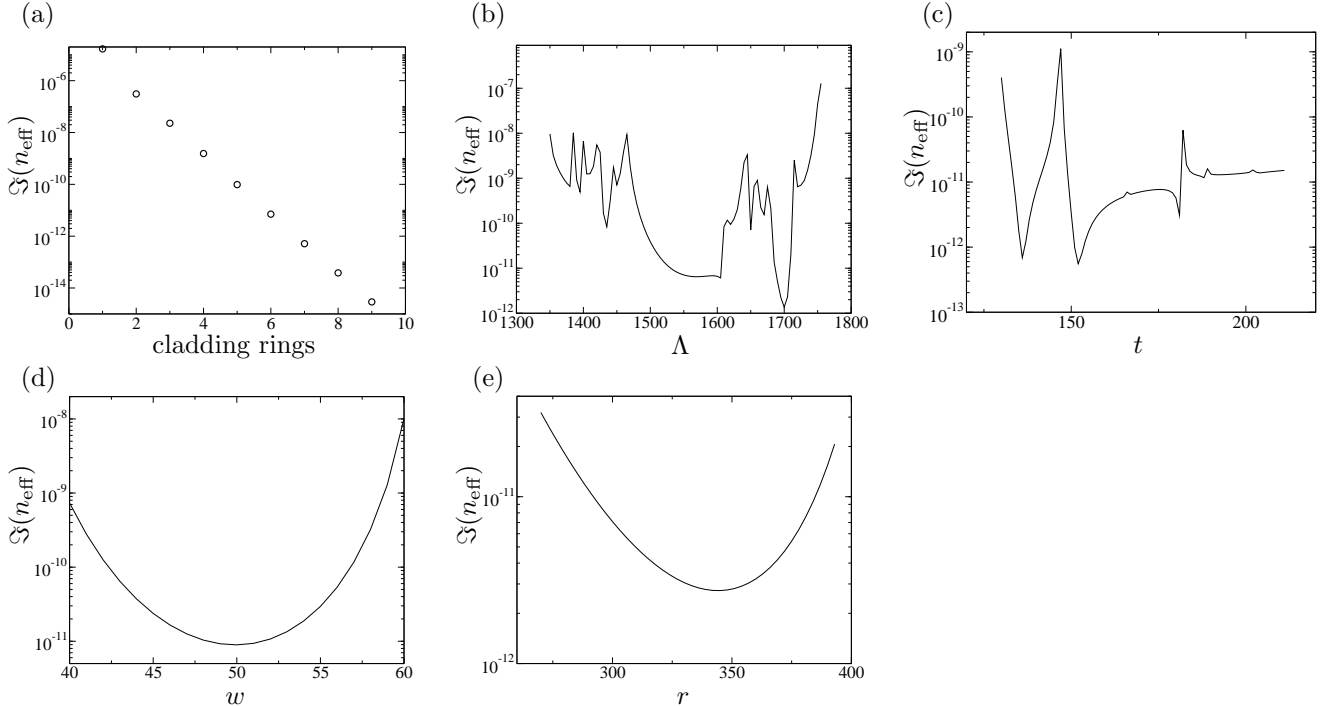 (a)
ℑ(n_eff)
10^-6
10^-8
10^-10
10^-12
10^-14
0 2 4 6 8 10
cladding rings
(b)
ℑ(n_eff)
10^-7
10^-8
10^-9
10^-10
10^-11
10^-12
1300 1400 1500 1600 1700 1800
Λ
(c)
ℑ(n_eff)
10^-9
10^-10
10^-11
10^-12
10^-13
150 200
t
(d)
ℑ(n_eff)
10^-8
10^-9
10^-10
10^-11
40 45 50 55 60
w
(e)
ℑ(n_eff)
10^-11
10^-12
300 350 400
r